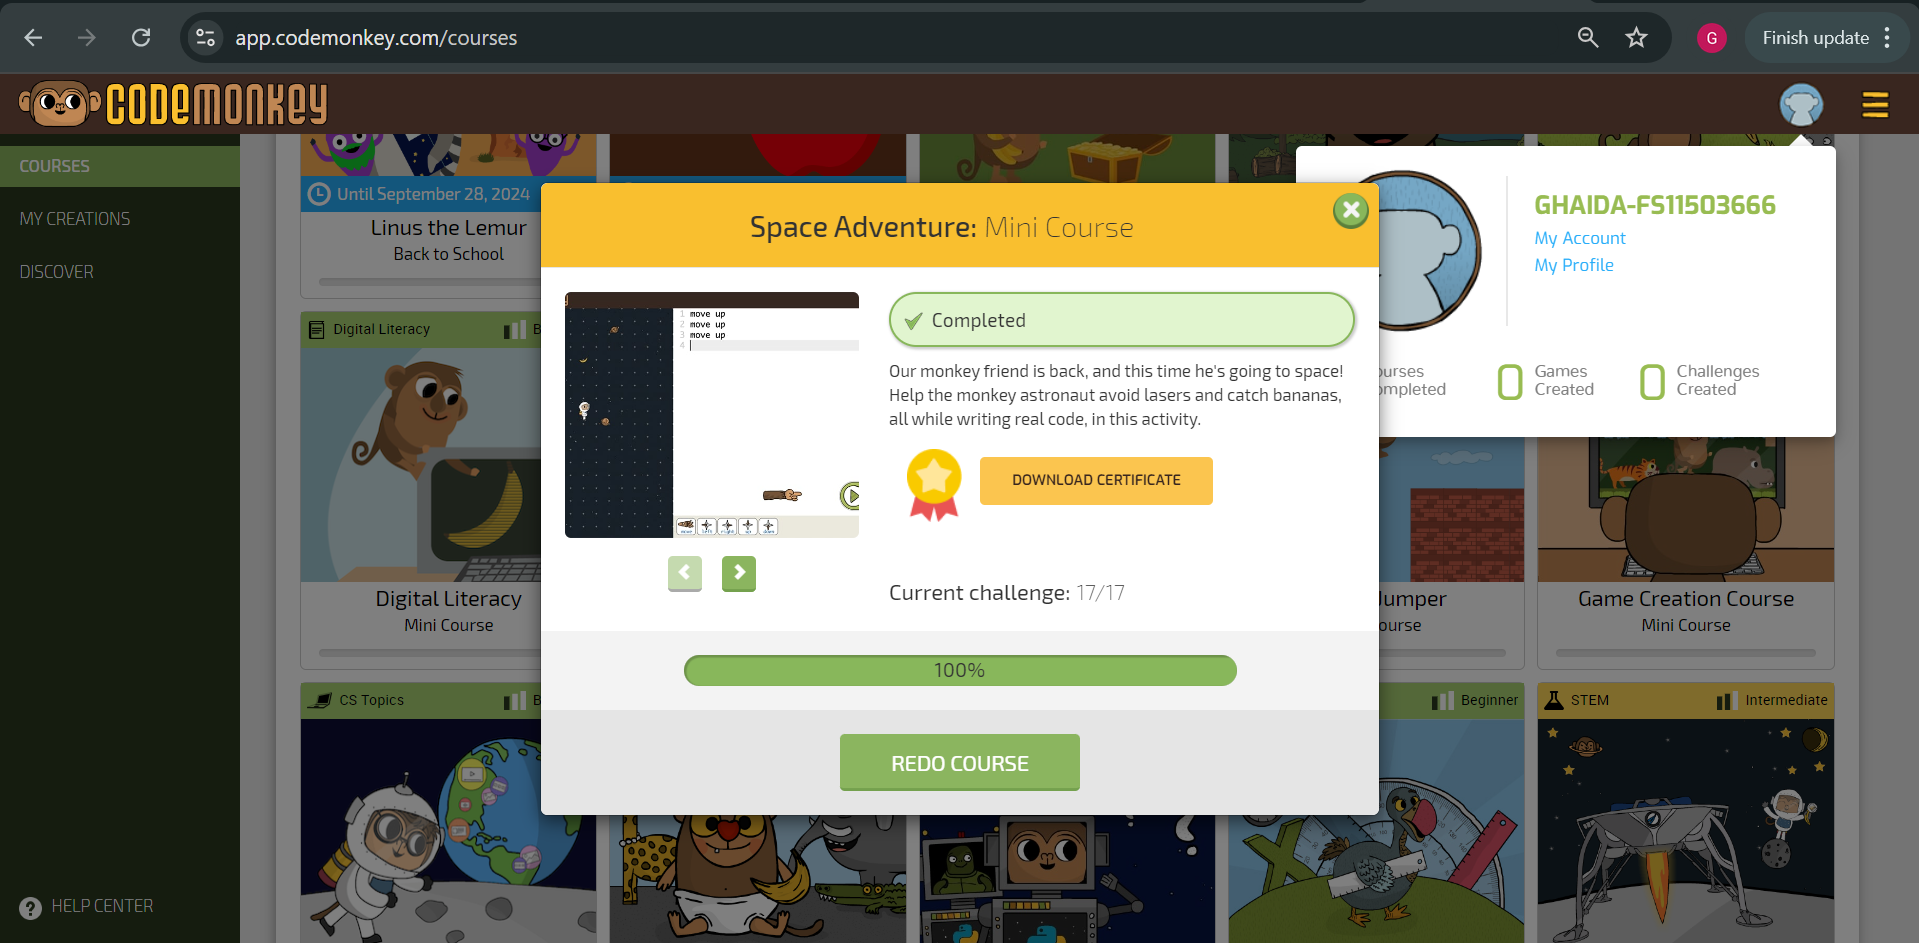 app.codemonkey.com/courses
G
Finish update
CODEMONKEY
COURSES
MY CREATIONS
DISCOVER
HELP CENTER
Until September 28, 2024
Linus the Lemur
Back to School
GHAIDA-FS11503666
My Account
My Profile
0 Games Created
0 Challenges Created
Space Adventure: Mini Course
1 move up
2 move up
3 move up
4
Completed
Our monkey friend is back, and this time he's going to space!
Help the monkey astronaut avoid lasers and catch bananas,
all while writing real code, in this activity.
DOWNLOAD CERTIFICATE
Current challenge: 17/17
100%
REDO COURSE
Digital Literacy
Digital Literacy
Mini Course
Game Creation Course
Mini Course
CS Topics
Beginner
STEM
Intermediate